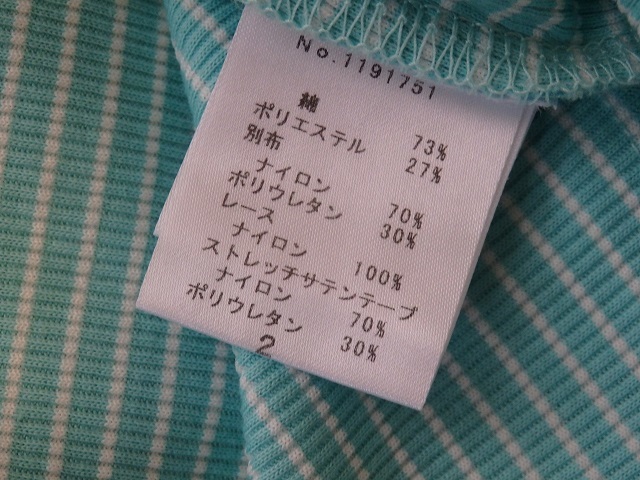 No.1191751
綿 73%
ポリエステル 27%
別布
ナイロン 70%
ポリウレタン 30%
レース
ナイロン 100%
ストレッチサテンテープ
ナイロン 70%
ポリウレタン 30%
2